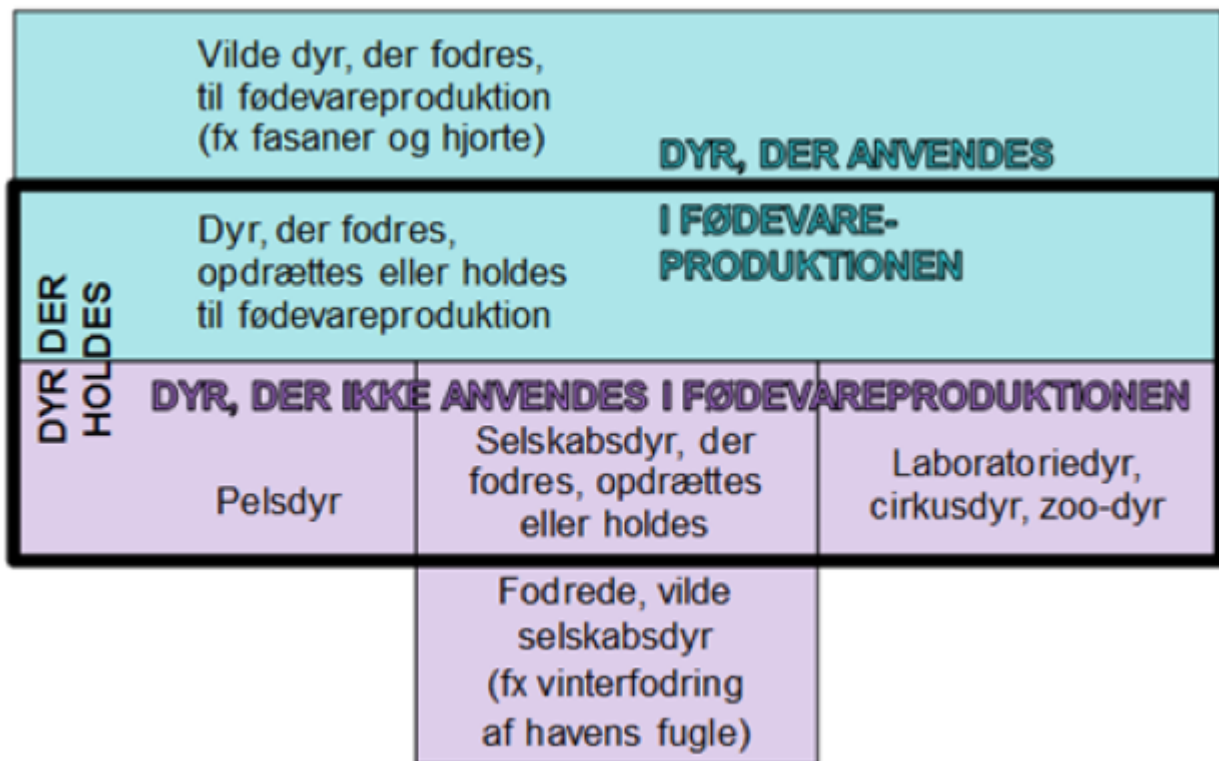 Vilde dyr, der fodres,
til fødevareproduktion
(fx fasaner og hjorte)
DYR, DER ANVENDES
I FØDEVARE-
PRODUKTIONEN
Dyr, der fodres,
opdrættes eller holdes
til fødevareproduktion
DYR DER
HOLDES
DYR, DER IKKE ANVENDES I FØDEVAREPRODUKTIONEN
Pelsdyr
Selskabsdyr, der
fodres, opdrættes
eller holdes
Laboratoriedyr,
cirkusdyr, zoo-dyr
Fodrede, vilde
selskabsdyr
(fx vinterfodring
af havens fugle)